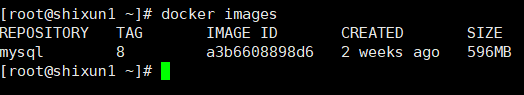 [root@shixun1 ~]# docker images
REPOSITORY   TAG       IMAGE ID       CREATED       SIZE
mysql        8         a3b6608898d6   2 weeks ago   596MB
[root@shixun1 ~]#